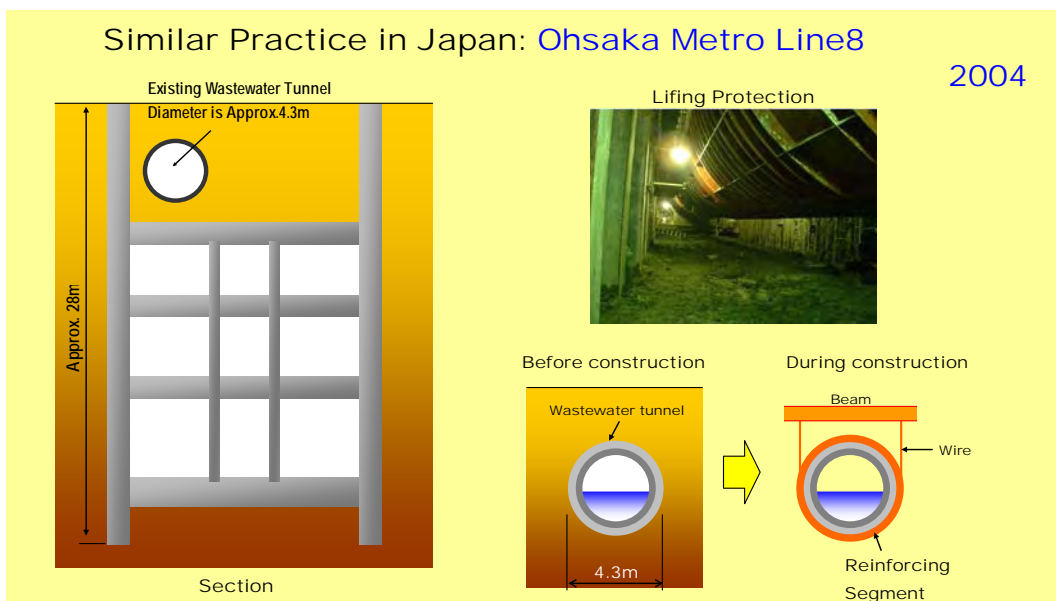 Similar Practice in Japan: Ohsaka Metro Line8
2004
Existing Wastewater Tunnel
Diameter is Approx.4.3m
Approx. 28m
Section
Lifing Protection
Before construction
Wastewater tunnel
4.3m
During construction
Beam
Wire
Reinforcing
Segment